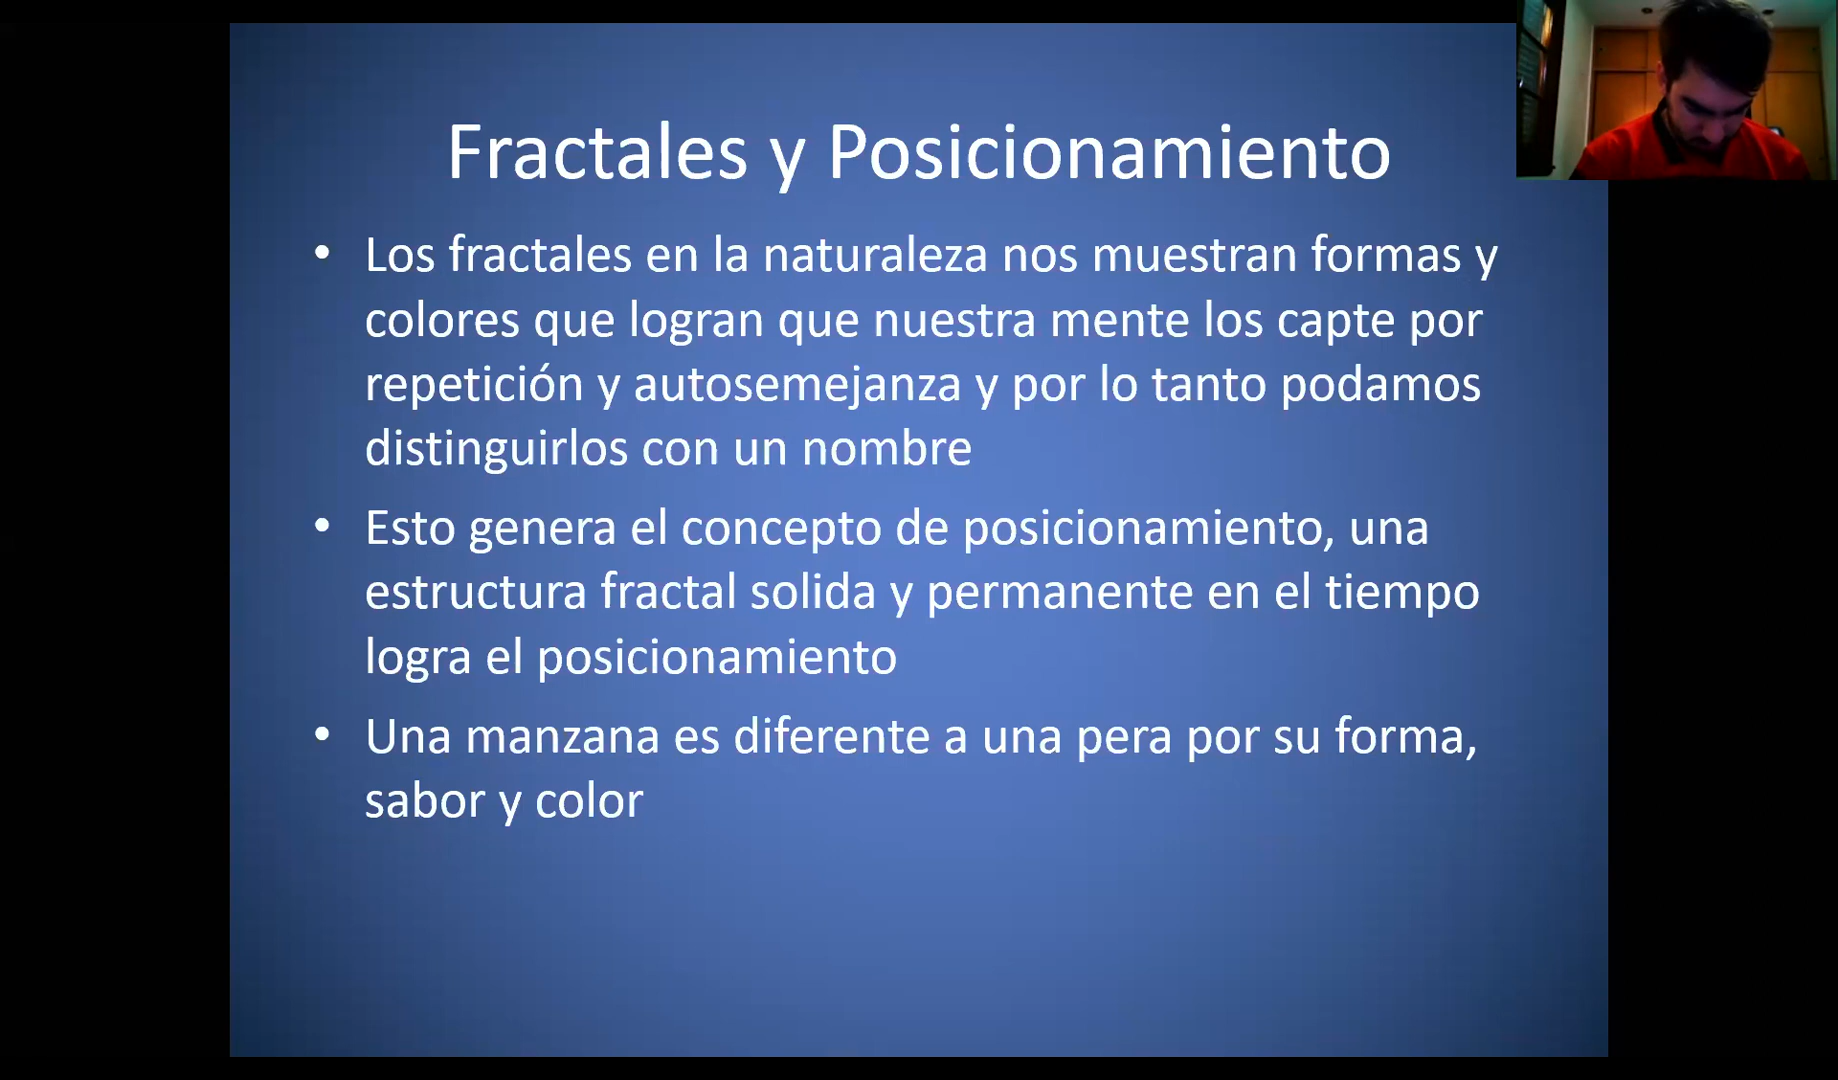 Fractales y Posicionamiento
• Los fractales en la naturaleza nos muestran formas y
colores que logran que nuestra mente los capte por
repetición y autosemejanza y por lo tanto podamos
distinguirlos con un nombre
• Esto genera el concepto de posicionamiento, una
estructura fractal solida y permanente en el tiempo
logra el posicionamiento
• Una manzana es diferente a una pera por su forma,
sabor y color